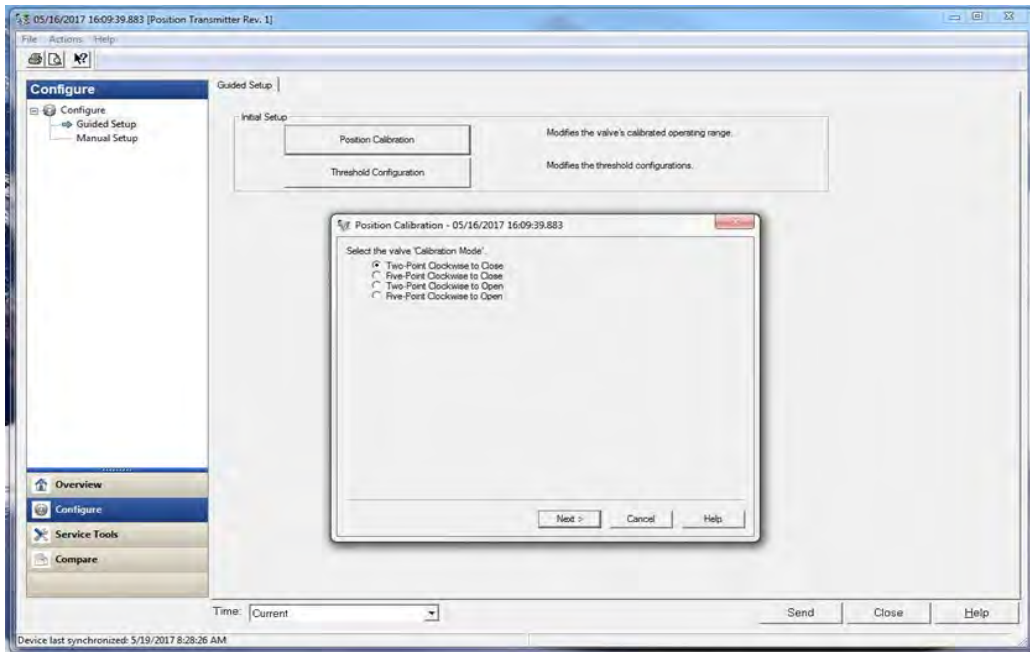 05/16/2017 16:09:39.883 [Position Transmitter Rev. 1]
File Actions Help
Configure
Configure
Guided Setup
Manual Setup
Guided Setup
Initial Setup
Position Calibration
Modifies the valve's calibrated operating range.
Threshold Configuration
Modifies the threshold configurations.
Position Calibration - 05/16/2017 16:09:39.883
Select the valve 'Calibration Mode'.
Two-Point Clockwise to Close
Five-Point Clockwise to Close
Two-Point Clockwise to Open
Five-Point Clockwise to Open
Next > Cancel Help
Overview
Configure
Service Tools
Compare
Time: Current Send Close Help
Device last synchronized: 5/19/2017 8:28:26 AM